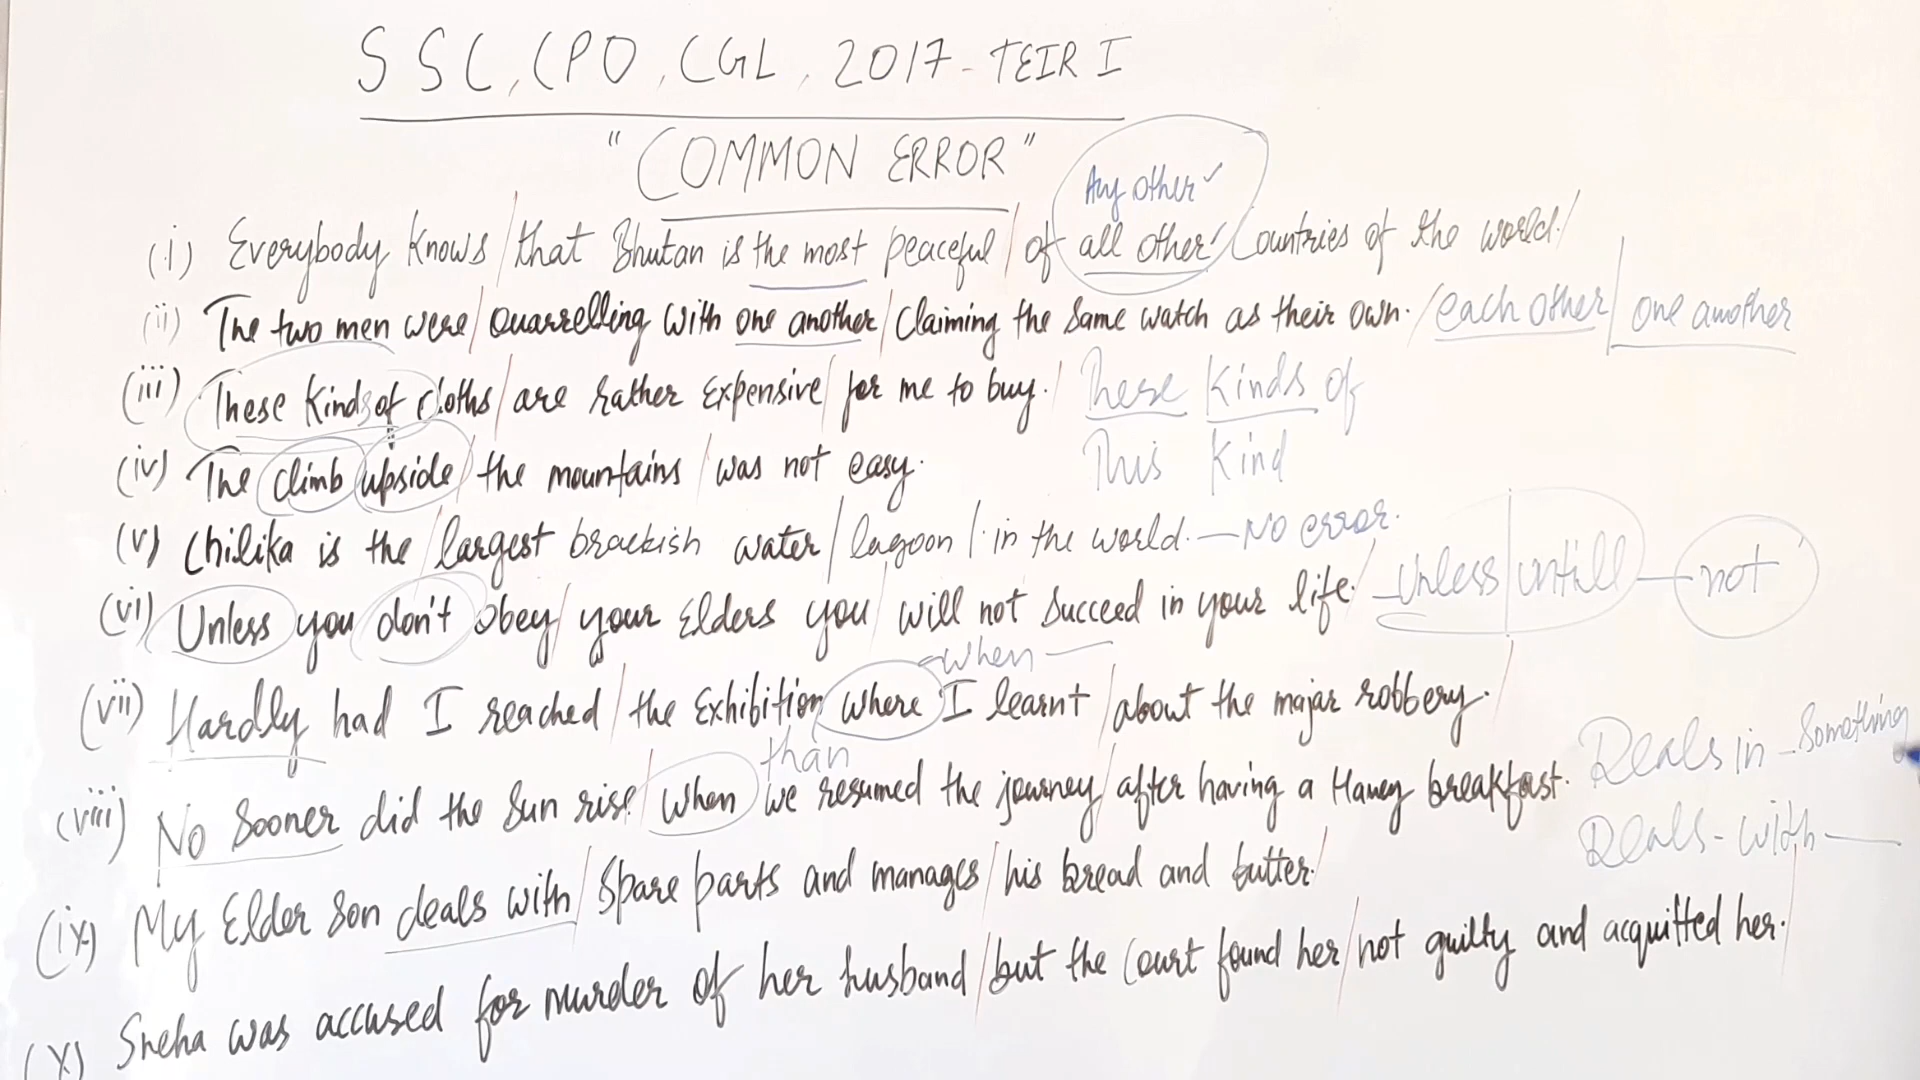 SSC, CPO, CGL, 2017 - TEIR I
"COMMON ERROR"
Any other ✓
(i) Everybody knows / that Bhutan is the most peaceful / of all other Countries of the world. /
(ii) The two men were / Quarrelling with one another / claiming the same watch as their own. / each other / one another
(iii) These kinds of cloths / are rather expensive / for me to buy. / These kinds of
This kind
(iv) The climb upside / the mountains / was not easy.
(v) Chilika is the / largest brackish water / lagoon / in the world. — No error.
(vi) Unless you don't obey / your Elders you / will not succeed in your life. / unless / untill — not
when —
(vii) Hardly had I reached / the Exhibition where I learnt / about the majar robbery. /
than
Deals in - Something
(viii) No Sooner did the Sun rise / when we resumed the journey / after having a Havey breakfast.
Deals - with —
(ix) My Elder son deals with / Spare parts and manages / his bread and butter. /
(x) Sneha was accused for murder of her husband / but the Court found her / not guilty and acquitted her. /